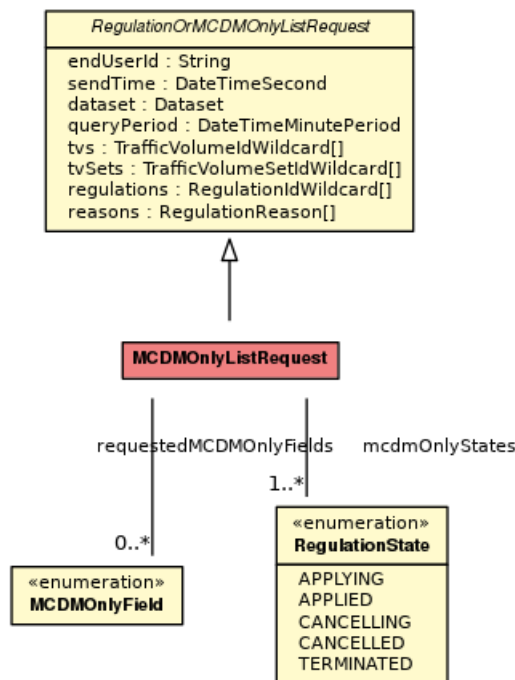 RegulationOrMCDMOnlyListRequest
endUserId : String
sendTime : DateTimeSecond
dataset : Dataset
queryPeriod : DateTimeMinutePeriod
tvs : TrafficVolumeIdWildcard[]
tvSets : TrafficVolumeSetIdWildcard[]
regulations : RegulationIdWildcard[]
reasons : RegulationReason[]
MCDMOnlyListRequest
requestedMCDMOnlyFields
mcdmOnlyStates
1..*
0..*
«enumeration»
MCDMOnlyField
«enumeration»
RegulationState
APPLYING
APPLIED
CANCELLING
CANCELLED
TERMINATED